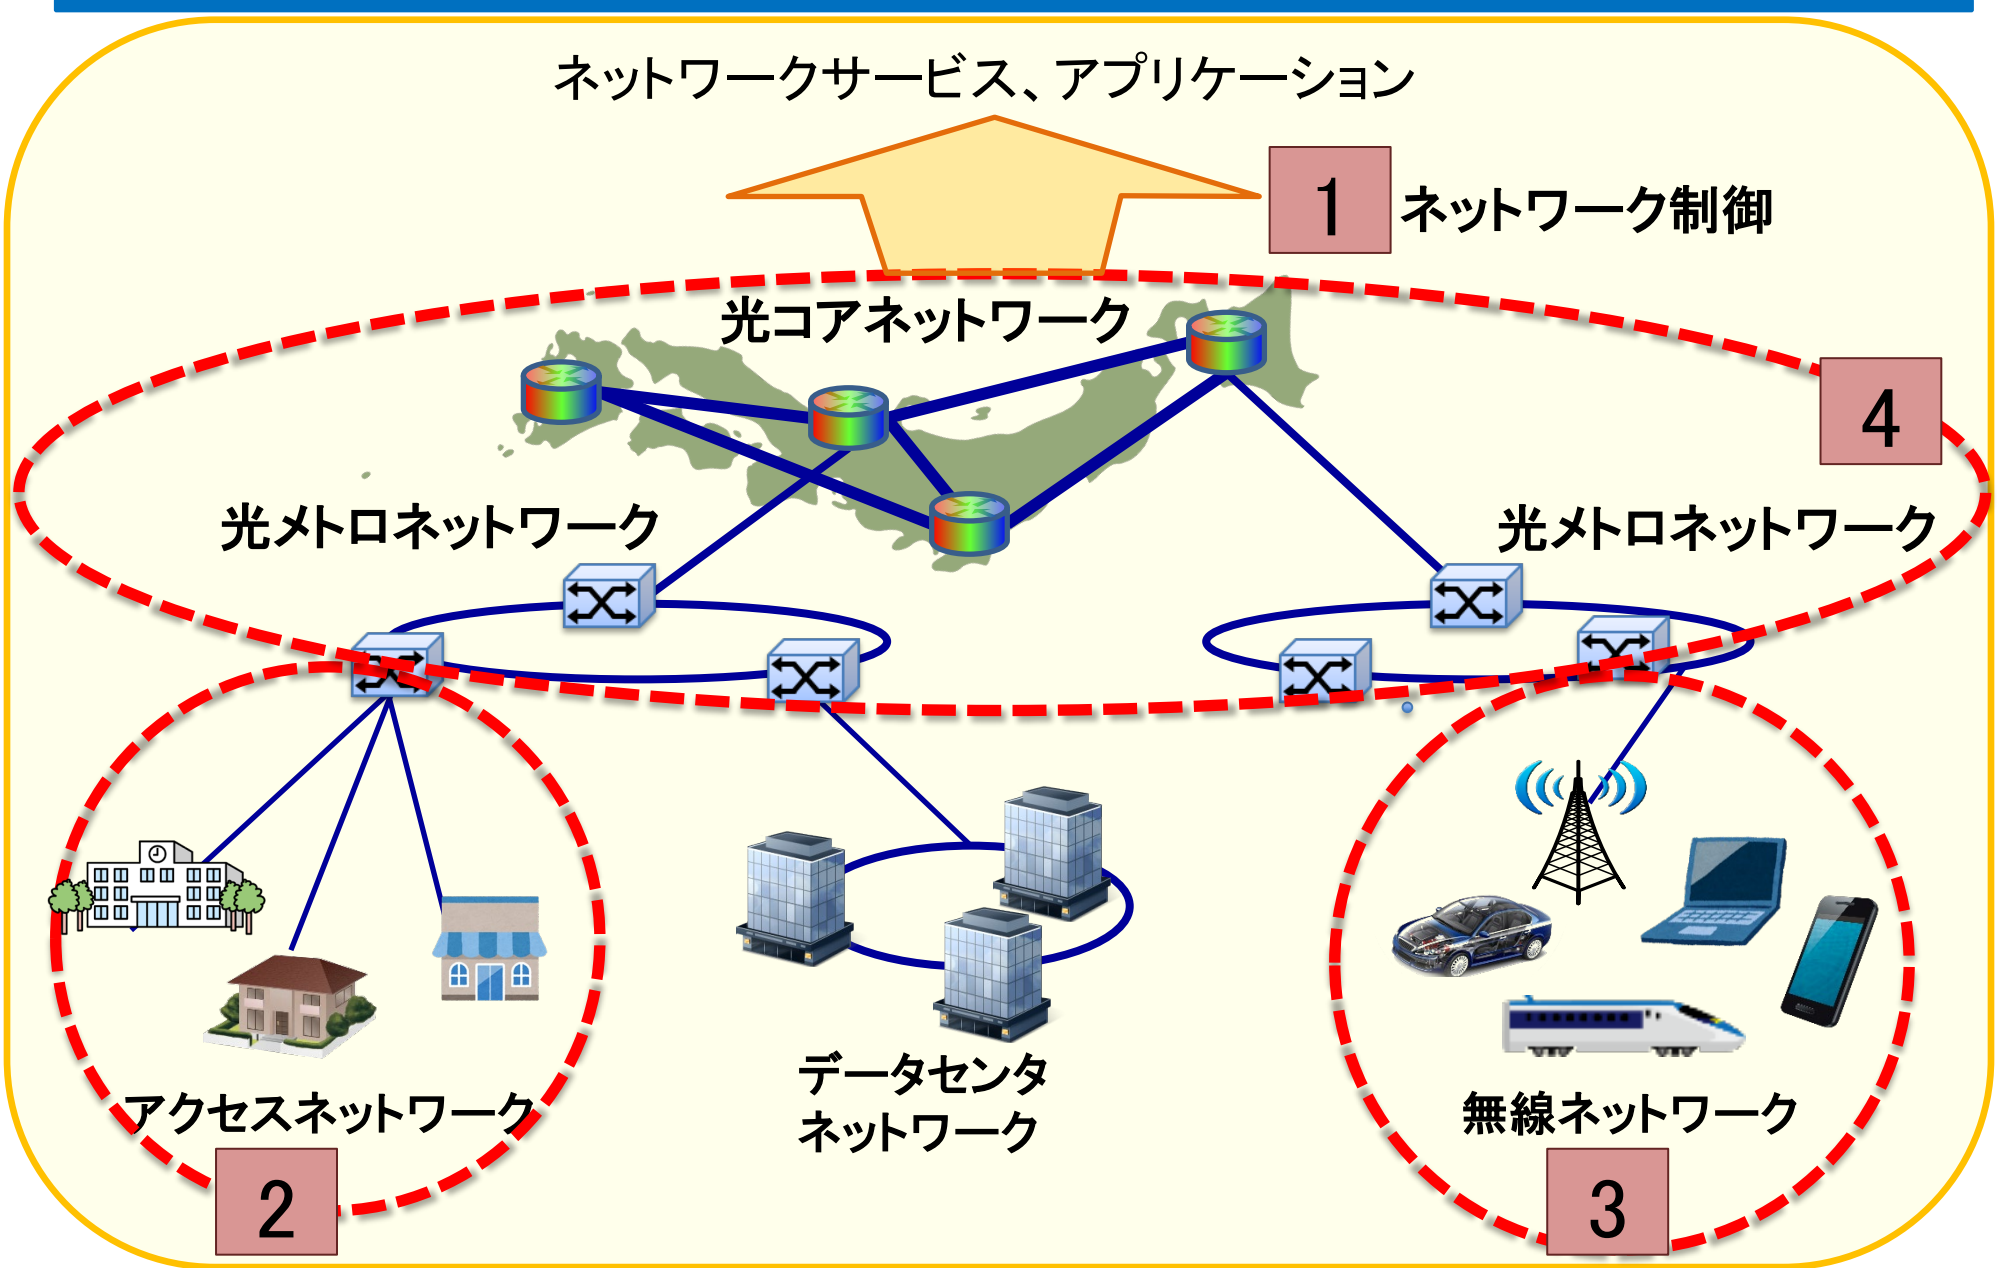 ネットワークサービス、アプリケーション
1
ネットワーク制御
光コアネットワーク
4
光メトロネットワーク
光メトロネットワーク
データセンタ
ネットワーク
アクセスネットワーク
無線ネットワーク
2
3